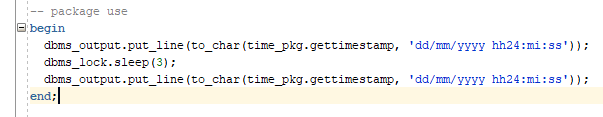 -- package use
begin
dbms_output.put_line(to_char(time_pkg.gettimestamp, 'dd/mm/yyyy hh24:mi:ss'));
dbms_lock.sleep(3);
dbms_output.put_line(to_char(time_pkg.gettimestamp, 'dd/mm/yyyy hh24:mi:ss'));
end;